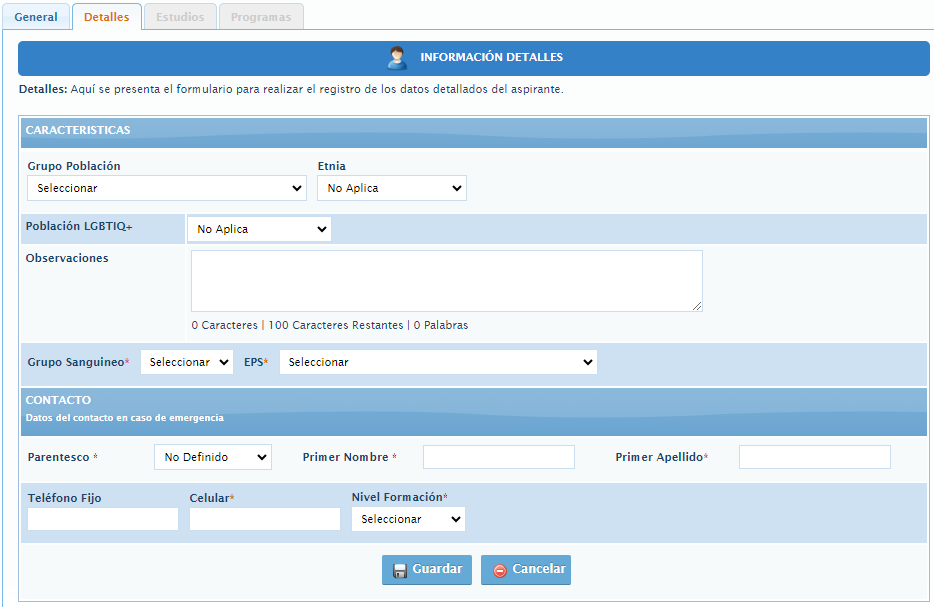 General Detalles Estudios Programas
INFORMACIÓN DETALLES
Detalles: Aquí se presenta el formulario para realizar el registro de los datos detallados del aspirante.
CARACTERISTICAS
Grupo Población Etnia
Seleccionar No Aplica
Población LGBTIQ+ No Aplica
Observaciones
0 Caracteres | 100 Caracteres Restantes | 0 Palabras
Grupo Sanguineo* Seleccionar EPS* Seleccionar
CONTACTO
Datos del contacto en caso de emergencia
Parentesco * No Definido Primer Nombre * Primer Apellido*
Teléfono Fijo Celular* Nivel Formación*
Seleccionar
Guardar Cancelar